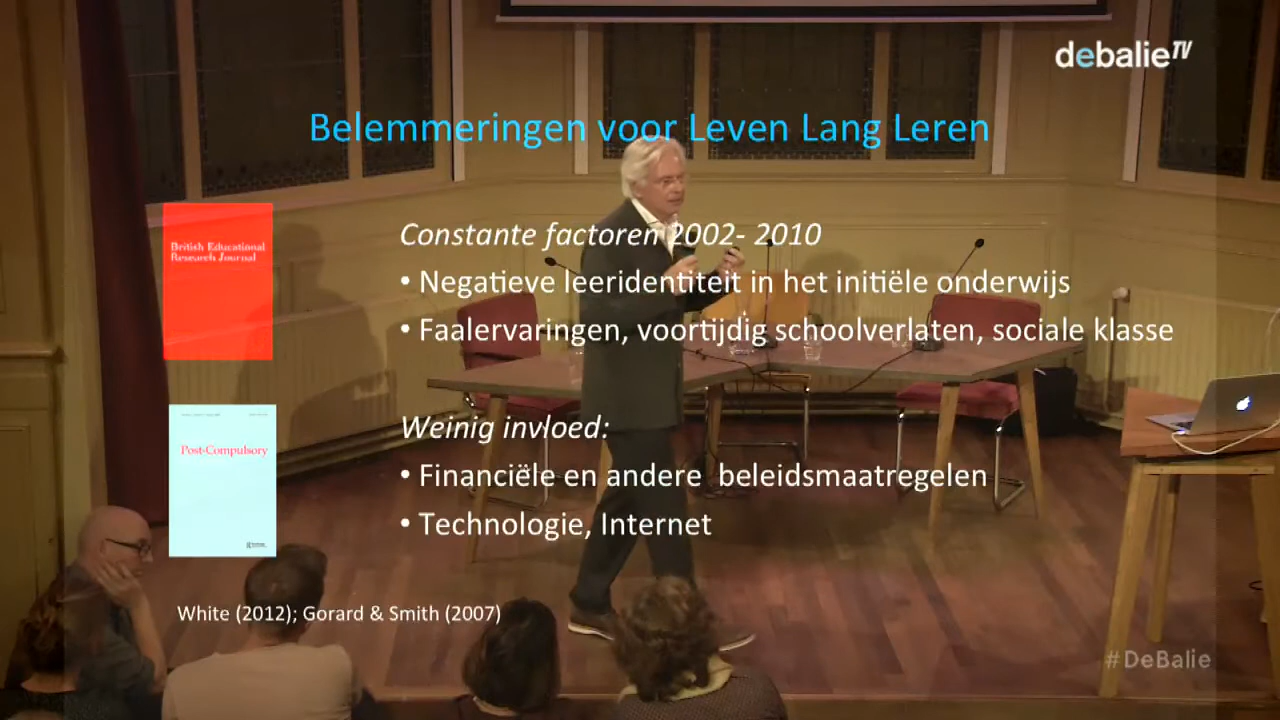 debalieTV
Belemmeringen voor Leven Lang Leren
British Educational
Research Journal
Constante factoren 2002- 2010
• Negatieve leeridentiteit in het initiële onderwijs
• Faalervaringen, voortijdig schoolverlaten, sociale klasse
Post-Compulsory
Weinig invloed:
• Financiële en andere beleidsmaatregelen
• Technologie, Internet
White (2012); Gorard & Smith (2007)
#DeBalie